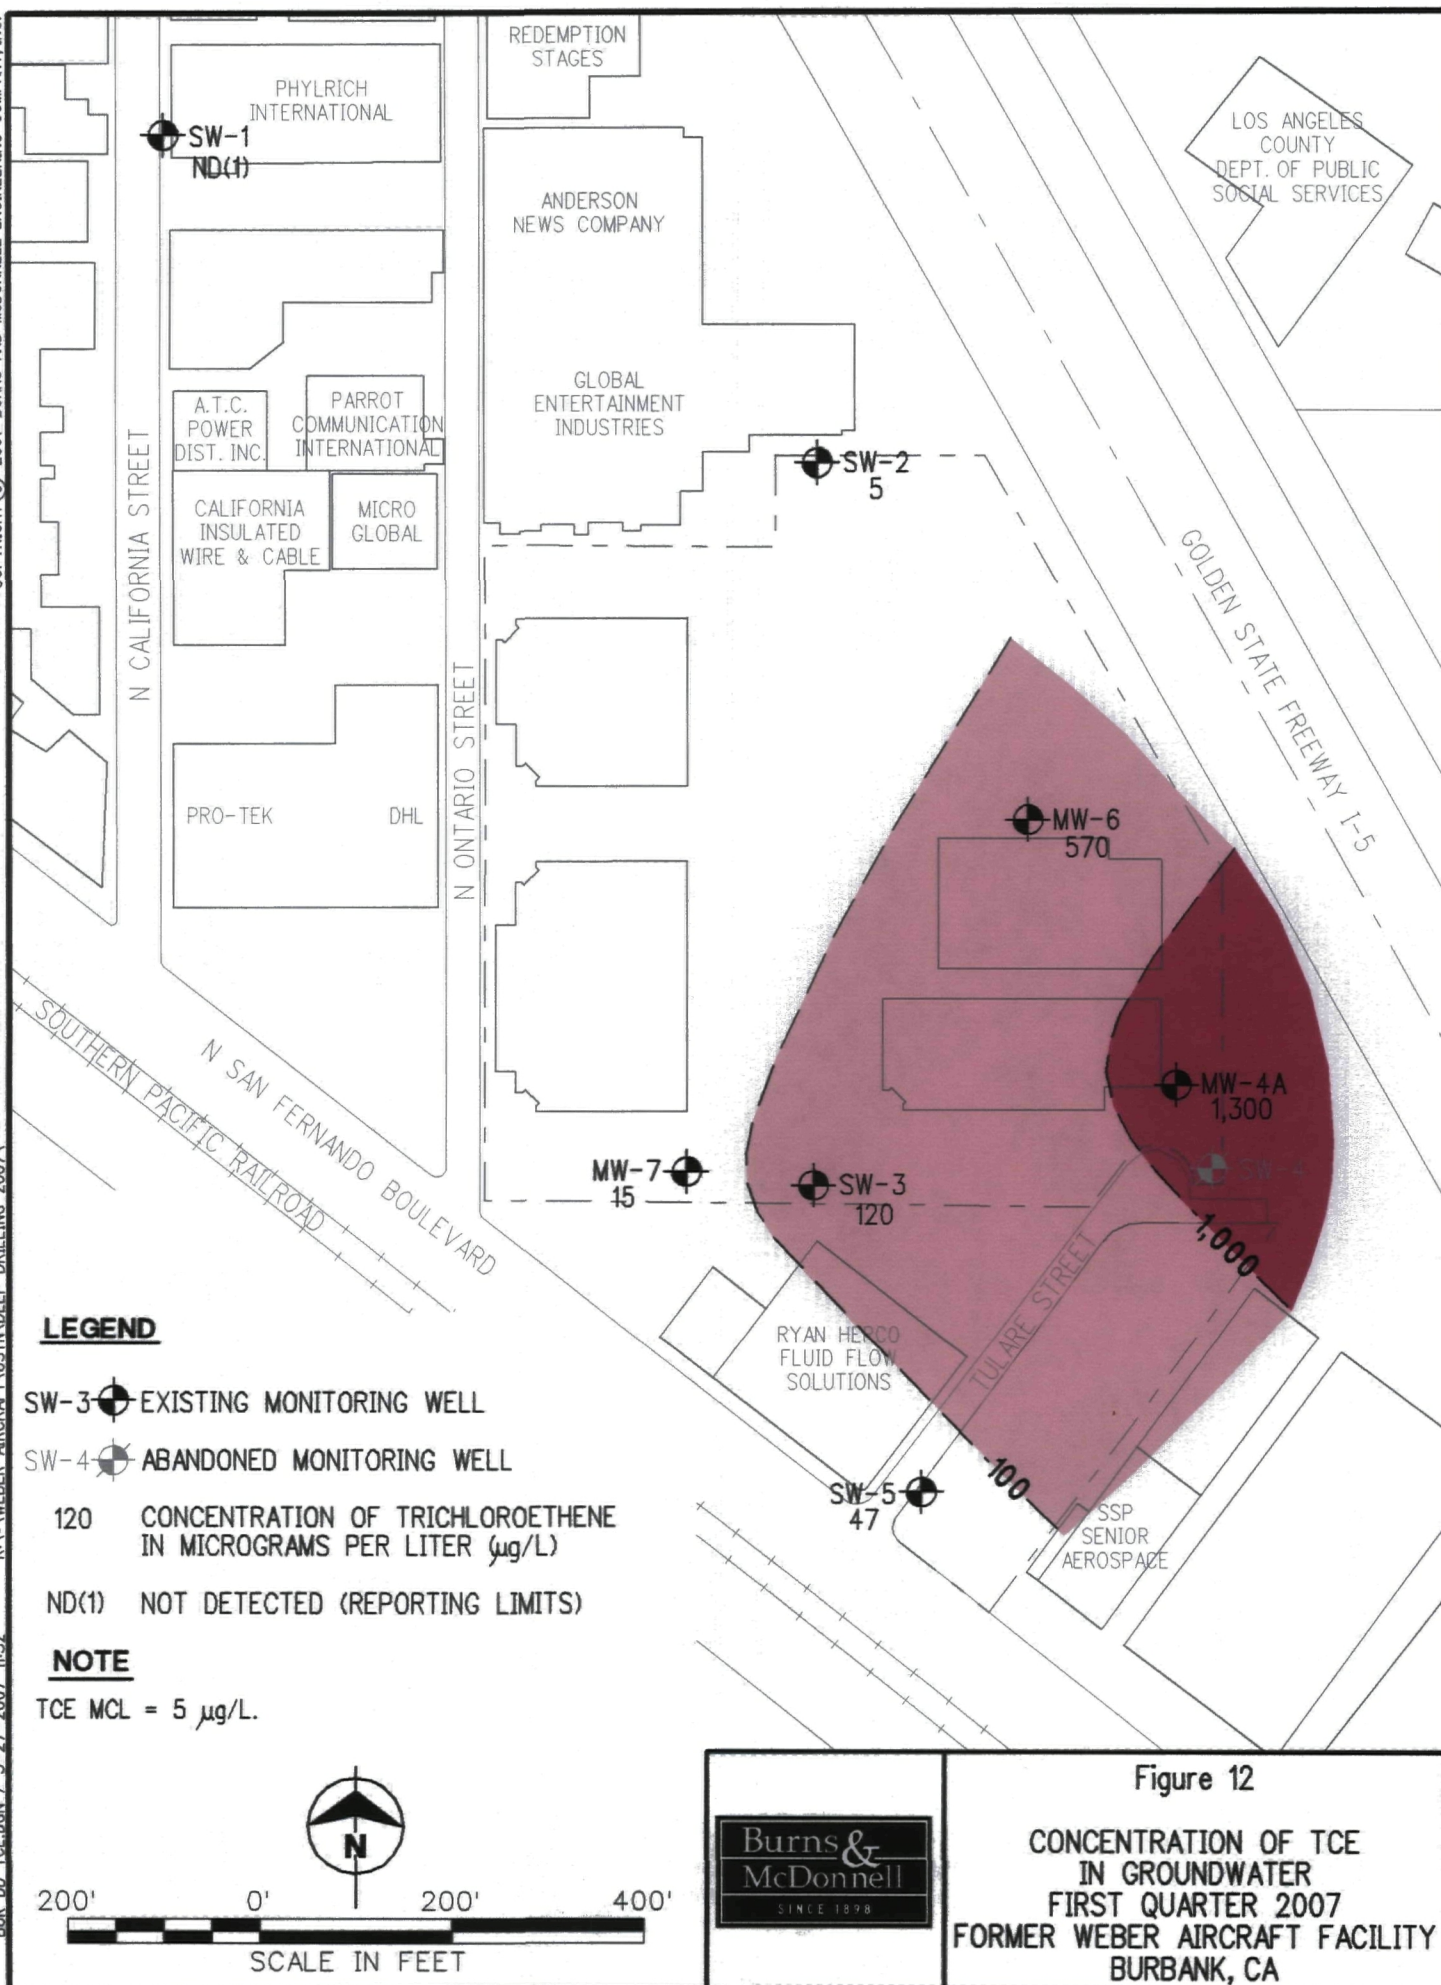 REDEMPTION
STAGES
PHYLRICH
INTERNATIONAL
SW-1
ND(1)
LOS ANGELES
COUNTY
DEPT. OF PUBLIC
SOCIAL SERVICES
ANDERSON
NEWS COMPANY
GLOBAL
ENTERTAINMENT
INDUSTRIES
A.T.C.
POWER
DIST. INC.
PARROT
COMMUNICATION
INTERNATIONAL
CALIFORNIA
INSULATED
WIRE & CABLE
MICRO
GLOBAL
SW-2
5
N CALIFORNIA STREET
N ONTARIO STREET
GOLDEN STATE FREEWAY I-5
PRO-TEK
DHL
MW-6
570
MW-4A
1,300
SW-4
MW-7
15
SW-3
120
1,000
SOUTHERN PACIFIC RAILROAD
N SAN FERNANDO BOULEVARD
TULARE STREET
RYAN HERCO
FLUID FLOW
SOLUTIONS
SW-5
47
100
SSP
SENIOR
AEROSPACE
LEGEND
SW-3 EXISTING MONITORING WELL
SW-4 ABANDONED MONITORING WELL
120 CONCENTRATION OF TRICHLOROETHENE
IN MICROGRAMS PER LITER (µg/L)
ND(1) NOT DETECTED (REPORTING LIMITS)
NOTE
TCE MCL = 5 µg/L.
N
200' 0' 200' 400'
SCALE IN FEET
Burns &
McDonnell
SINCE 1898
Figure 12
CONCENTRATION OF TCE
IN GROUNDWATER
FIRST QUARTER 2007
FORMER WEBER AIRCRAFT FACILITY
BURBANK, CA